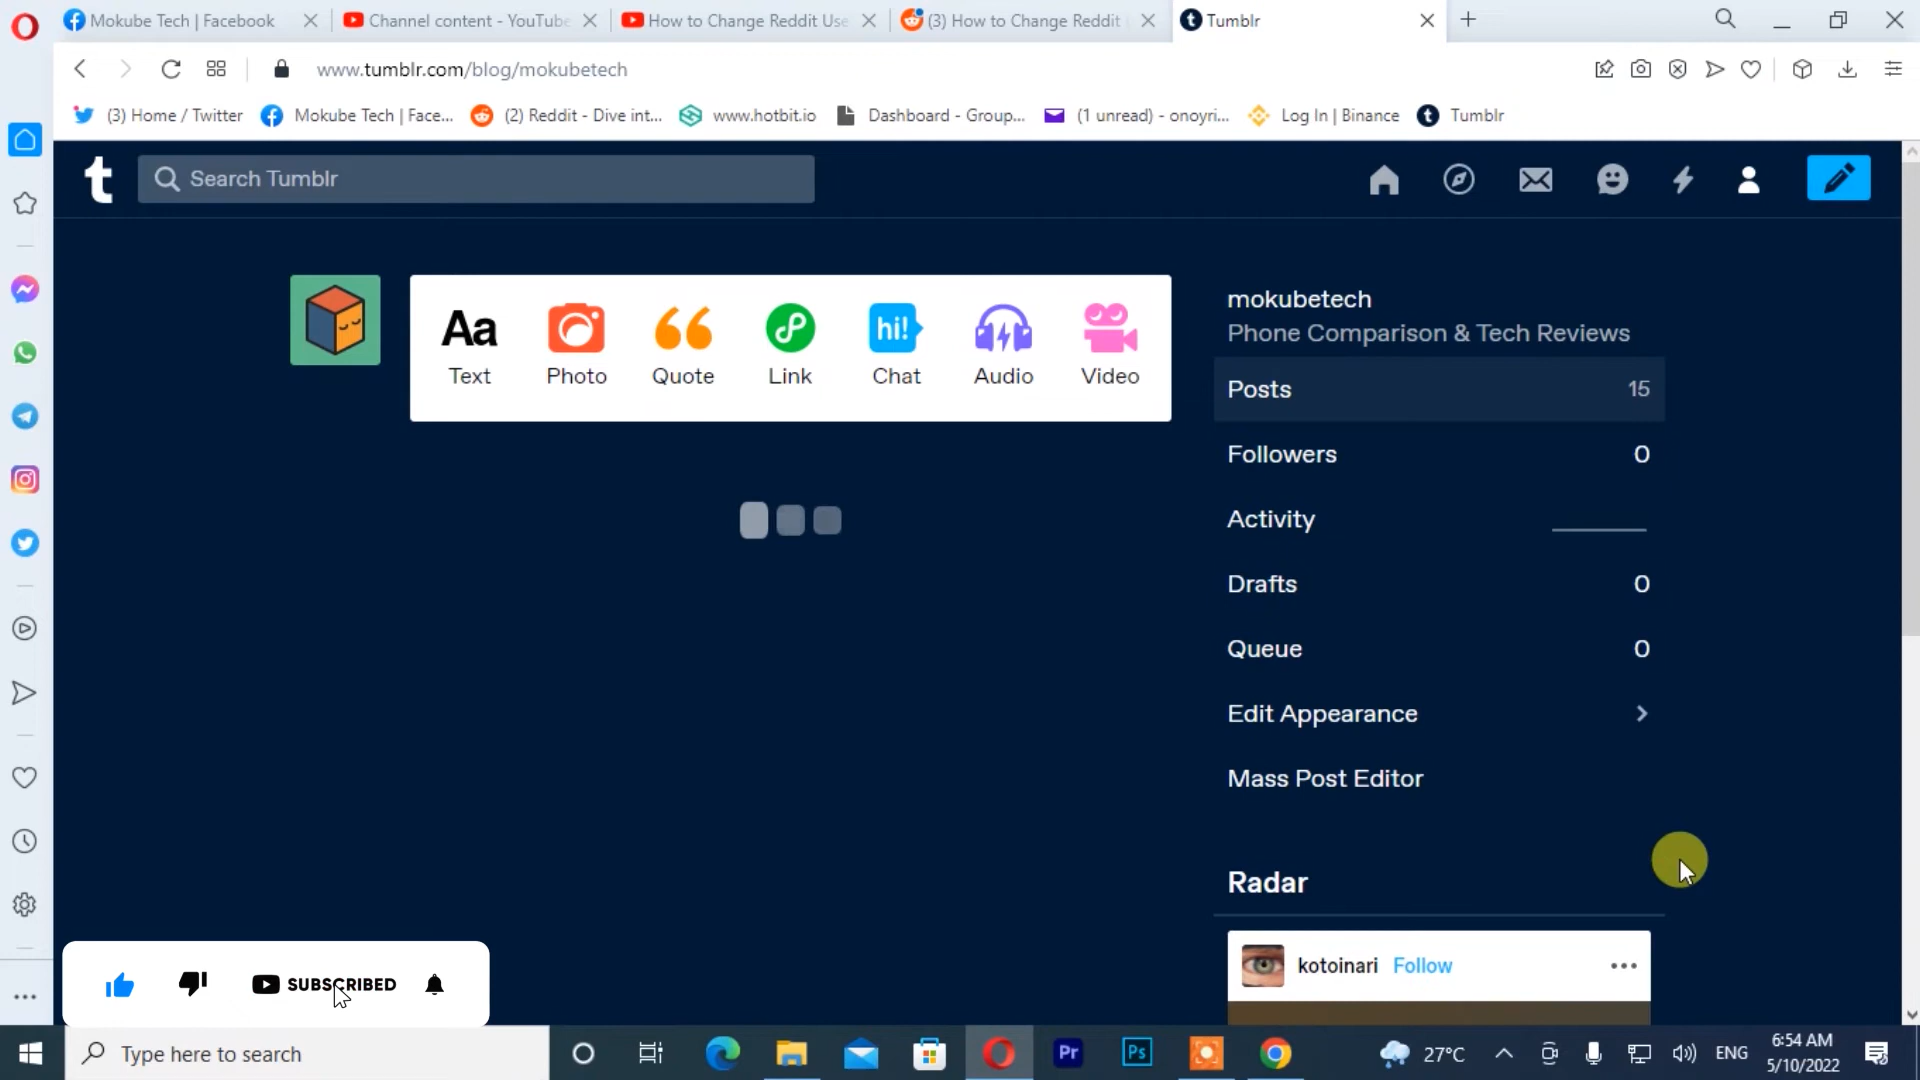 Mokube Tech | Facebook
Channel content - YouTube
How to Change Reddit Use
(3) How to Change Reddit
Tumblr
www.tumblr.com/blog/mokubetech
(3) Home / Twitter
Mokube Tech | Face...
(2) Reddit - Dive int...
www.hotbit.io
Dashboard - Group...
(1 unread) - onoyri...
Log In | Binance
Tumblr
t
Search Tumblr
Aa
hi!
Text
Photo
Quote
Link
Chat
Audio
Video
mokubetech
Phone Comparison & Tech Reviews
Posts 15
Followers 0
Activity
Drafts 0
Queue 0
Edit Appearance
Mass Post Editor
Radar
kotoinari Follow
SUBSCRIBED
Type here to search
Pr
Ps
27°C
ENG
6:54 AM
5/10/2022